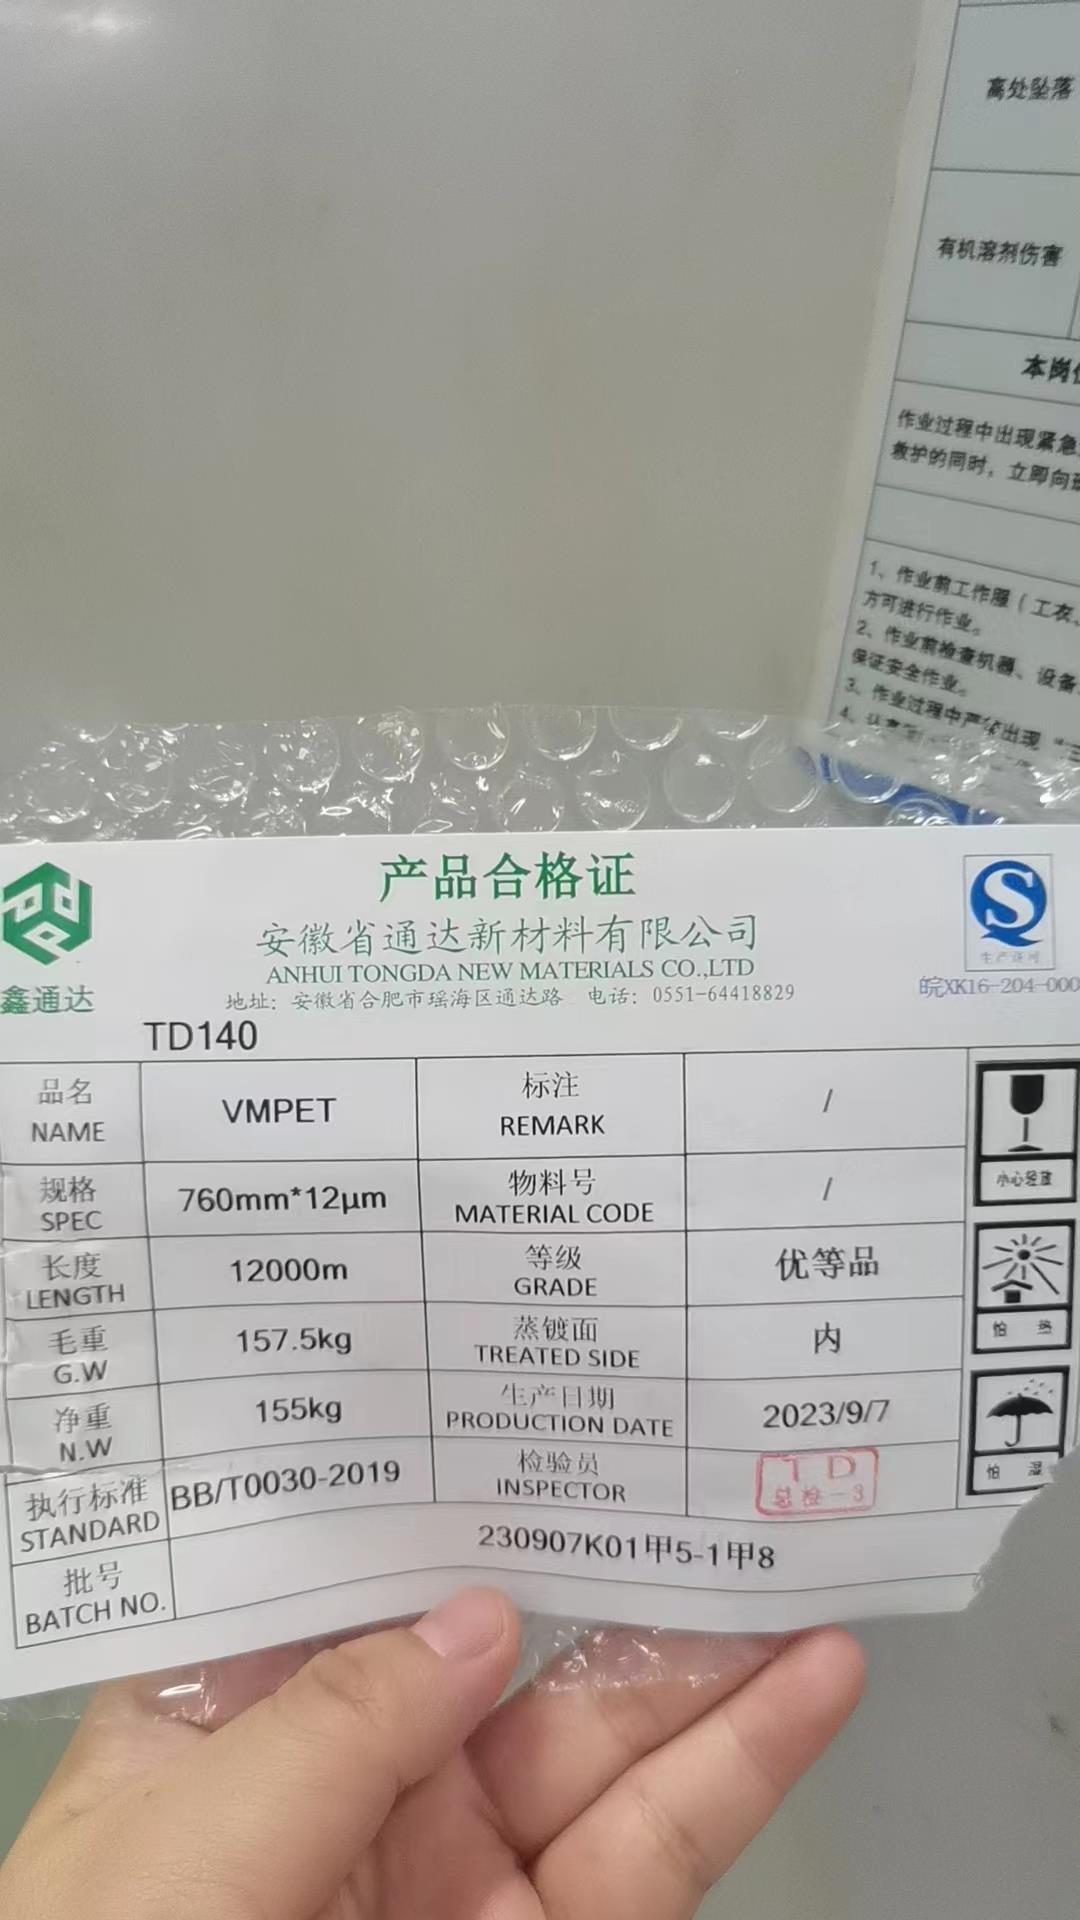 高处坠落
有机溶剂伤害
本岗
作业过程中出现紧急
救护的同时，立即向
1、作业前工作服（工衣、
方可进行作业。
2、作业前检查机器、设备
保证安全作业。
3、作业过程中严
出现
4、认真
产品合格证
安徽省通达新材料有限公司
ANHUI TONGDA NEW MATERIALS CO.,LTD
地址：安徽省合肥市瑶海区通达路 电话：0551-64418829
鑫通达
生产许可
皖XK16-204-000
TD140
品名
NAME
VMPET
标注
REMARK
/
规格
SPEC
760mm*12μm
物料号
MATERIAL CODE
/
小心轻放
长度
LENGTH
12000m
等级
GRADE
优等品
毛重
G.W
157.5kg
蒸镀面
TREATED SIDE
内
怕 热
净重
N.W
155kg
生产日期
PRODUCTION DATE
2023/9/7
执行标准
STANDARD
BB/T0030-2019
检验员
INSPECTOR
TD
总检-3
怕 湿
批号
BATCH NO.
230907K01甲5-1甲8